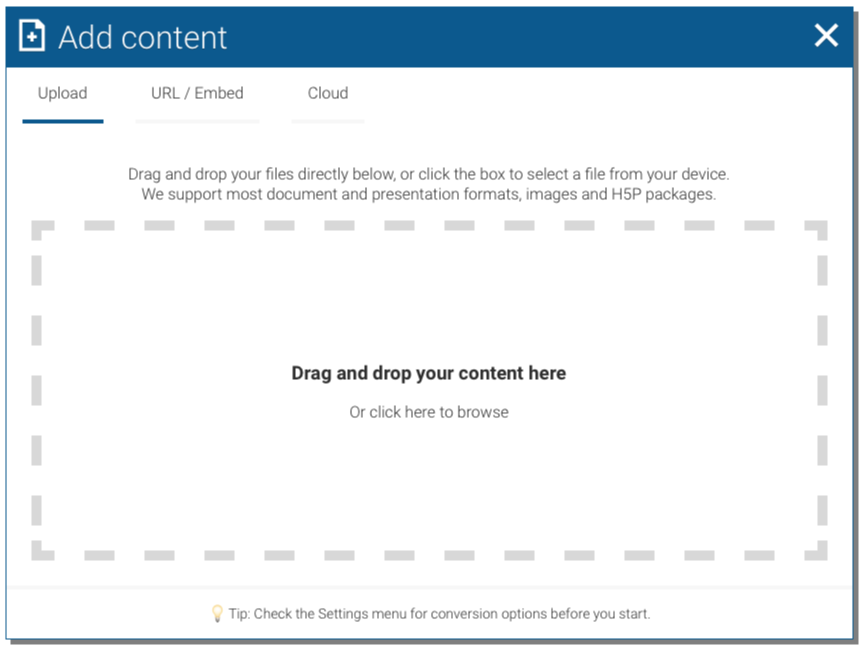 Add content
Upload
URL / Embed
Cloud
Drag and drop your files directly below, or click the box to select a file from your device.
We support most document and presentation formats, images and H5P packages.
Drag and drop your content here
Or click here to browse
💡 Tip: Check the Settings menu for conversion options before you start.